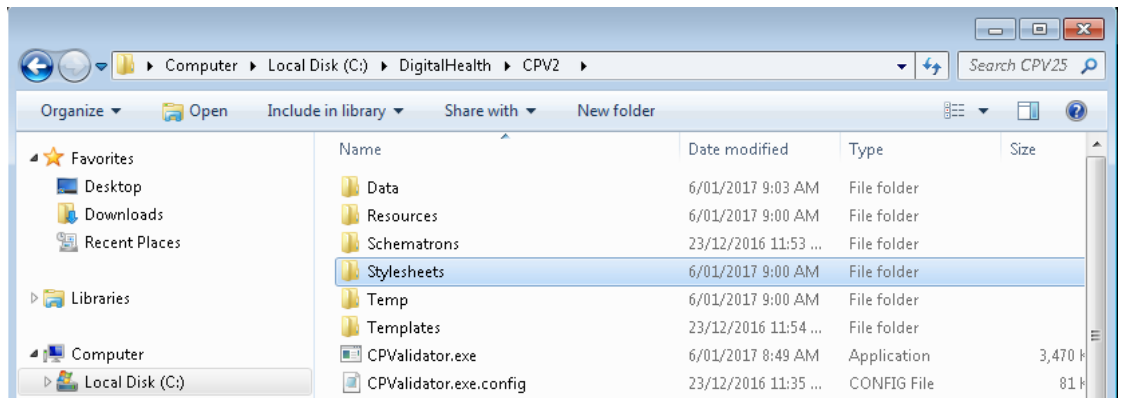 Computer Local Disk (C:) DigitalHealth CPV2 Search CPV25
Organize Open Include in library Share with New folder
Favorites
Desktop
Downloads
Recent Places
Libraries
Computer
Local Disk (C:)
Name Date modified Type Size
Data 6/01/2017 9:03 AM File folder
Resources 6/01/2017 9:00 AM File folder
Schematrons 23/12/2016 11:53 ... File folder
Stylesheets 6/01/2017 9:00 AM File folder
Temp 6/01/2017 9:00 AM File folder
Templates 23/12/2016 11:54 ... File folder
CPValidator.exe 6/01/2017 8:49 AM Application 3,470 K
CPValidator.exe.config 23/12/2016 11:35 ... CONFIG File 81 K